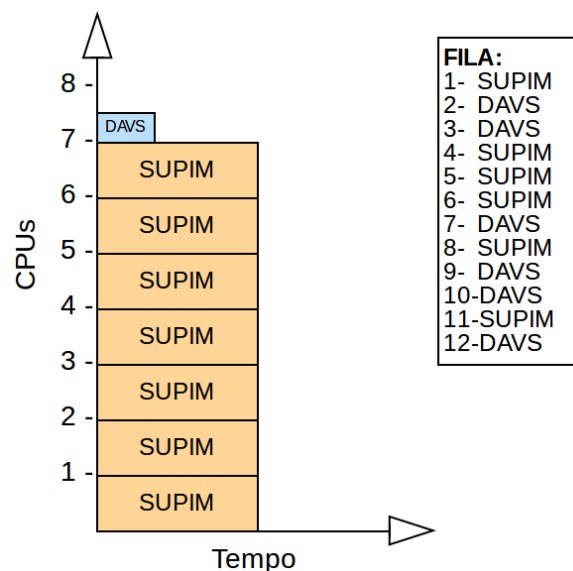 8 -
DAVS
7 -
SUPIM
6 -
SUPIM
5 -
SUPIM
4 -
SUPIM
3 -
SUPIM
2 -
SUPIM
1 -
SUPIM
CPUs
Tempo
FILA:
1- SUPIM
2- DAVS
3- DAVS
4- SUPIM
5- SUPIM
6- SUPIM
7- DAVS
8- SUPIM
9- DAVS
10-DAVS
11-SUPIM
12-DAVS